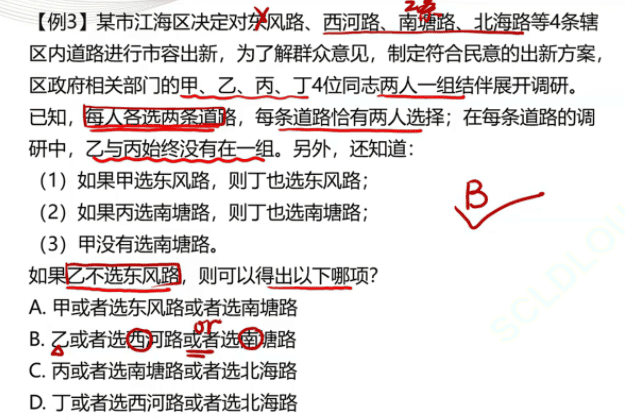 2条
【例3】某市江海区决定对东风路、西河路、南塘路、北海路等4条辖
区内道路进行市容出新，为了解群众意见，制定符合民意的出新方案，
区政府相关部门的甲、乙、丙、丁4位同志两人一组结伴展开调研。
已知，每人各选两条道路，每条道路恰有两人选择；在每条道路的调
研中，乙与丙始终没有在一组。另外，还知道：
（1）如果甲选东风路，则丁也选东风路；
（2）如果丙选南塘路，则丁也选南塘路；
B
（3）甲没有选南塘路。
如果乙不选东风路，则可以得出以下哪项？
A. 甲或者选东风路或者选南塘路
or
B. 乙或者选西河路或者选南塘路
C. 丙或者选南塘路或者选北海路
D. 丁或者选西河路或者选北海路
SCLDLOU